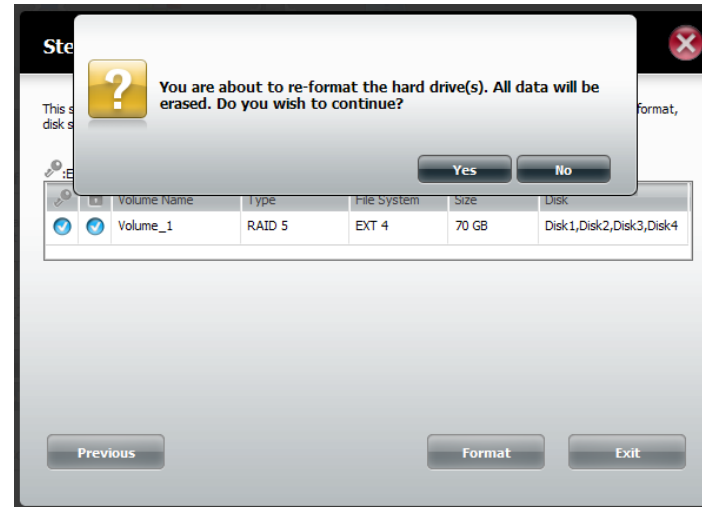 Ste
You are about to re-format the hard drive(s). All data will be
erased. Do you wish to continue?
This s
format,
disk s
Yes No
:E
Volume Name Type File System Size Disk
Volume_1 RAID 5 EXT 4 70 GB Disk1,Disk2,Disk3,Disk4
Previous Format Exit